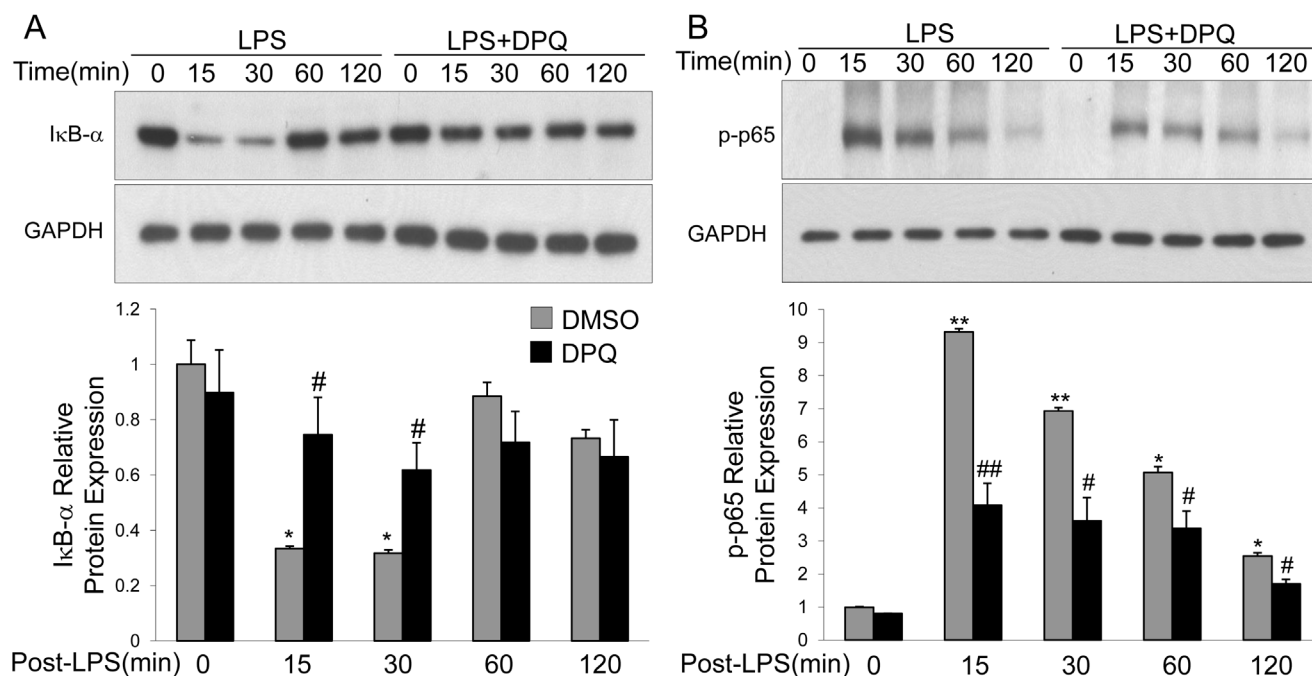 A
LPS LPS+DPQ
Time(min) 0 15 30 60 120 0 15 30 60 120
IκB-α
GAPDH
1.2
1
0.8
0.6
0.4
0.2
0
IκB-α Relative
Protein Expression
DMSO
DPQ
#
#
*
*
Post-LPS(min) 0 15 30 60 120
B
LPS LPS+DPQ
Time(min) 0 15 30 60 120 0 15 30 60 120
p-p65
GAPDH
10
9
8
7
6
5
4
3
2
1
0
p-p65 Relative
Protein Expression
**
##
**
#
*
#
*
#
Post-LPS(min) 0 15 30 60 120